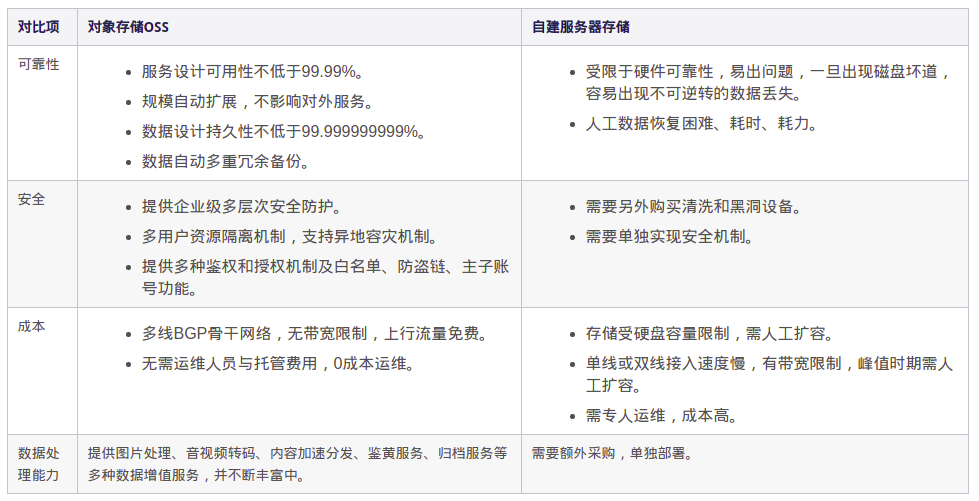 对比项
对象存储OSS
自建服务器存储
可靠性
服务设计可用性不低于99.99%。
规模自动扩展，不影响对外服务。
数据设计持久性不低于99.999999999%。
数据自动多重冗余备份。
受限于硬件可靠性，易出问题，一旦出现磁盘坏道，
容易出现不可逆转的数据丢失。
人工数据恢复困难、耗时、耗力。
安全
提供企业级多层次安全防护。
多用户资源隔离机制，支持异地容灾机制。
提供多种鉴权和授权机制及白名单、防盗链、主子账
号功能。
需要另外购买清洗和黑洞设备。
需要单独实现安全机制。
成本
多线BGP骨干网络，无带宽限制，上行流量免费。
无需运维人员与托管费用，0成本运维。
存储受硬盘容量限制，需人工扩容。
单线或双线接入速度慢，有带宽限制，峰值时期需人
工扩容。
需专人运维，成本高。
数据处
理能力
提供图片处理、音视频转码、内容加速分发、鉴黄服务、归档服务等
多种数据增值服务，并不断丰富中。
需要额外采购，单独部署。